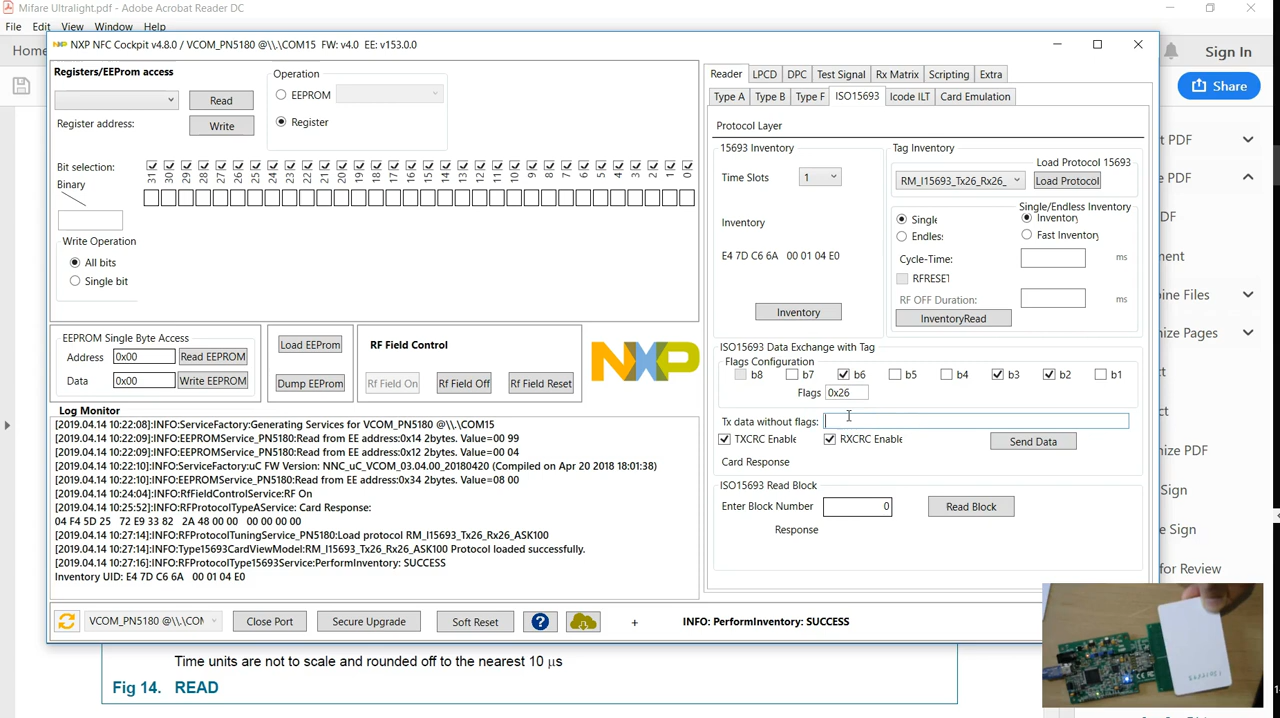 Mifare Ultralight.pdf - Adobe Acrobat Reader DC
File Edit View Window Help
Home
Sign In
Share
NXP NFC Cockpit v4.8.0 / VCOM_PN5180 @\\.\COM15 FW: v4.0 EE: v153.0.0
Registers/EEProm access
Operation
EEPROM
Register
Read
Write
Register address:
Bit selection:
31 30 29 28 27 26 25 24 23 22 21 20 19 18 17 16 15 14 13 12 11 10 9 8 7 6 5 4 3 2 1 0
Binary
Write Operation
All bits
Single bit
EEPROM Single Byte Access
Address 0x00 Read EEPROM
Data 0x00 Write EEPROM
Load EEProm
Dump EEProm
RF Field Control
RF Field On RF Field Off RF Field Reset
NXP
Log Monitor
[2019.04.14 10:22:08]:INFO:ServiceFactory:Generating Services for VCOM_PN5180 @\\.\COM15
[2019.04.14 10:22:10]:INFO:EEPROMService_PN5180:Read from EE address:0x14 2bytes. Value=00 99
[2019.04.14 10:22:10]:INFO:EEPROMService_PN5180:Read from EE address:0x12 2bytes. Value=00 04
[2019.04.14 10:22:10]:INFO:ServiceFactory:uC FW Version: NNC_uC_VCOM_03.04.00_20180420 (Compiled on Apr 20 2018 18:01:38)
[2019.04.14 10:22:10]:INFO:EEPROMService_PN5180:Read from EE address:0x34 2bytes. Value=08 00
[2019.04.14 10:24:04]:INFO:RfFieldControlService:RF On
[2019.04.14 10:25:52]:INFO:RFProtocolTypeAService: Card Response:
04 F4 5D 25 72 E9 33 82 2A 48 00 00 00 00 00 00
[2019.04.14 10:27:14]:INFO:RFProtocolTuningService_PN5180:Load protocol RM_I15693_Tx26_Rx26_ASK100
[2019.04.14 10:27:14]:INFO:Type15693CardViewModel:RM_I15693_Tx26_Rx26_ASK100 Protocol loaded successfully.
[2019.04.14 10:27:16]:INFO:RFProtocolType15693Service:PerformInventory: SUCCESS
Inventory UID: E4 7D C6 6A 00 01 04 E0
Reader LPCD DPC Test Signal Rx Matrix Scripting Extra
Type A Type B Type F ISO15693 Icode ILT Card Emulation
Protocol Layer
15693 Inventory
Time Slots 1
Inventory
E4 7D C6 6A 00 01 04 E0
Inventory
Tag Inventory
Load Protocol 15693
RM_I15693_Tx26_Rx26_ Load Protocol
Single/Endless Inventory
Single Inventory
Endless Fast Inventory
Cycle-Time: ms
RFRESET
RF OFF Duration: ms
InventoryRead
ISO15693 Data Exchange with Tag
Flags Configuration
b8 b7 b6 b5 b4 b3 b2 b1
Flags 0x26
Tx data without flags:
TXCRC Enable RXCRC Enable
Send Data
Card Response
ISO15693 Read Block
Enter Block Number 0 Read Block
Response
VCOM_PN5180 @\\.\COM Close Port Secure Upgrade Soft Reset ? + INFO: PerformInventory: SUCCESS
Time units are not to scale and rounded off to the nearest 10 µs
Fig 14. READ